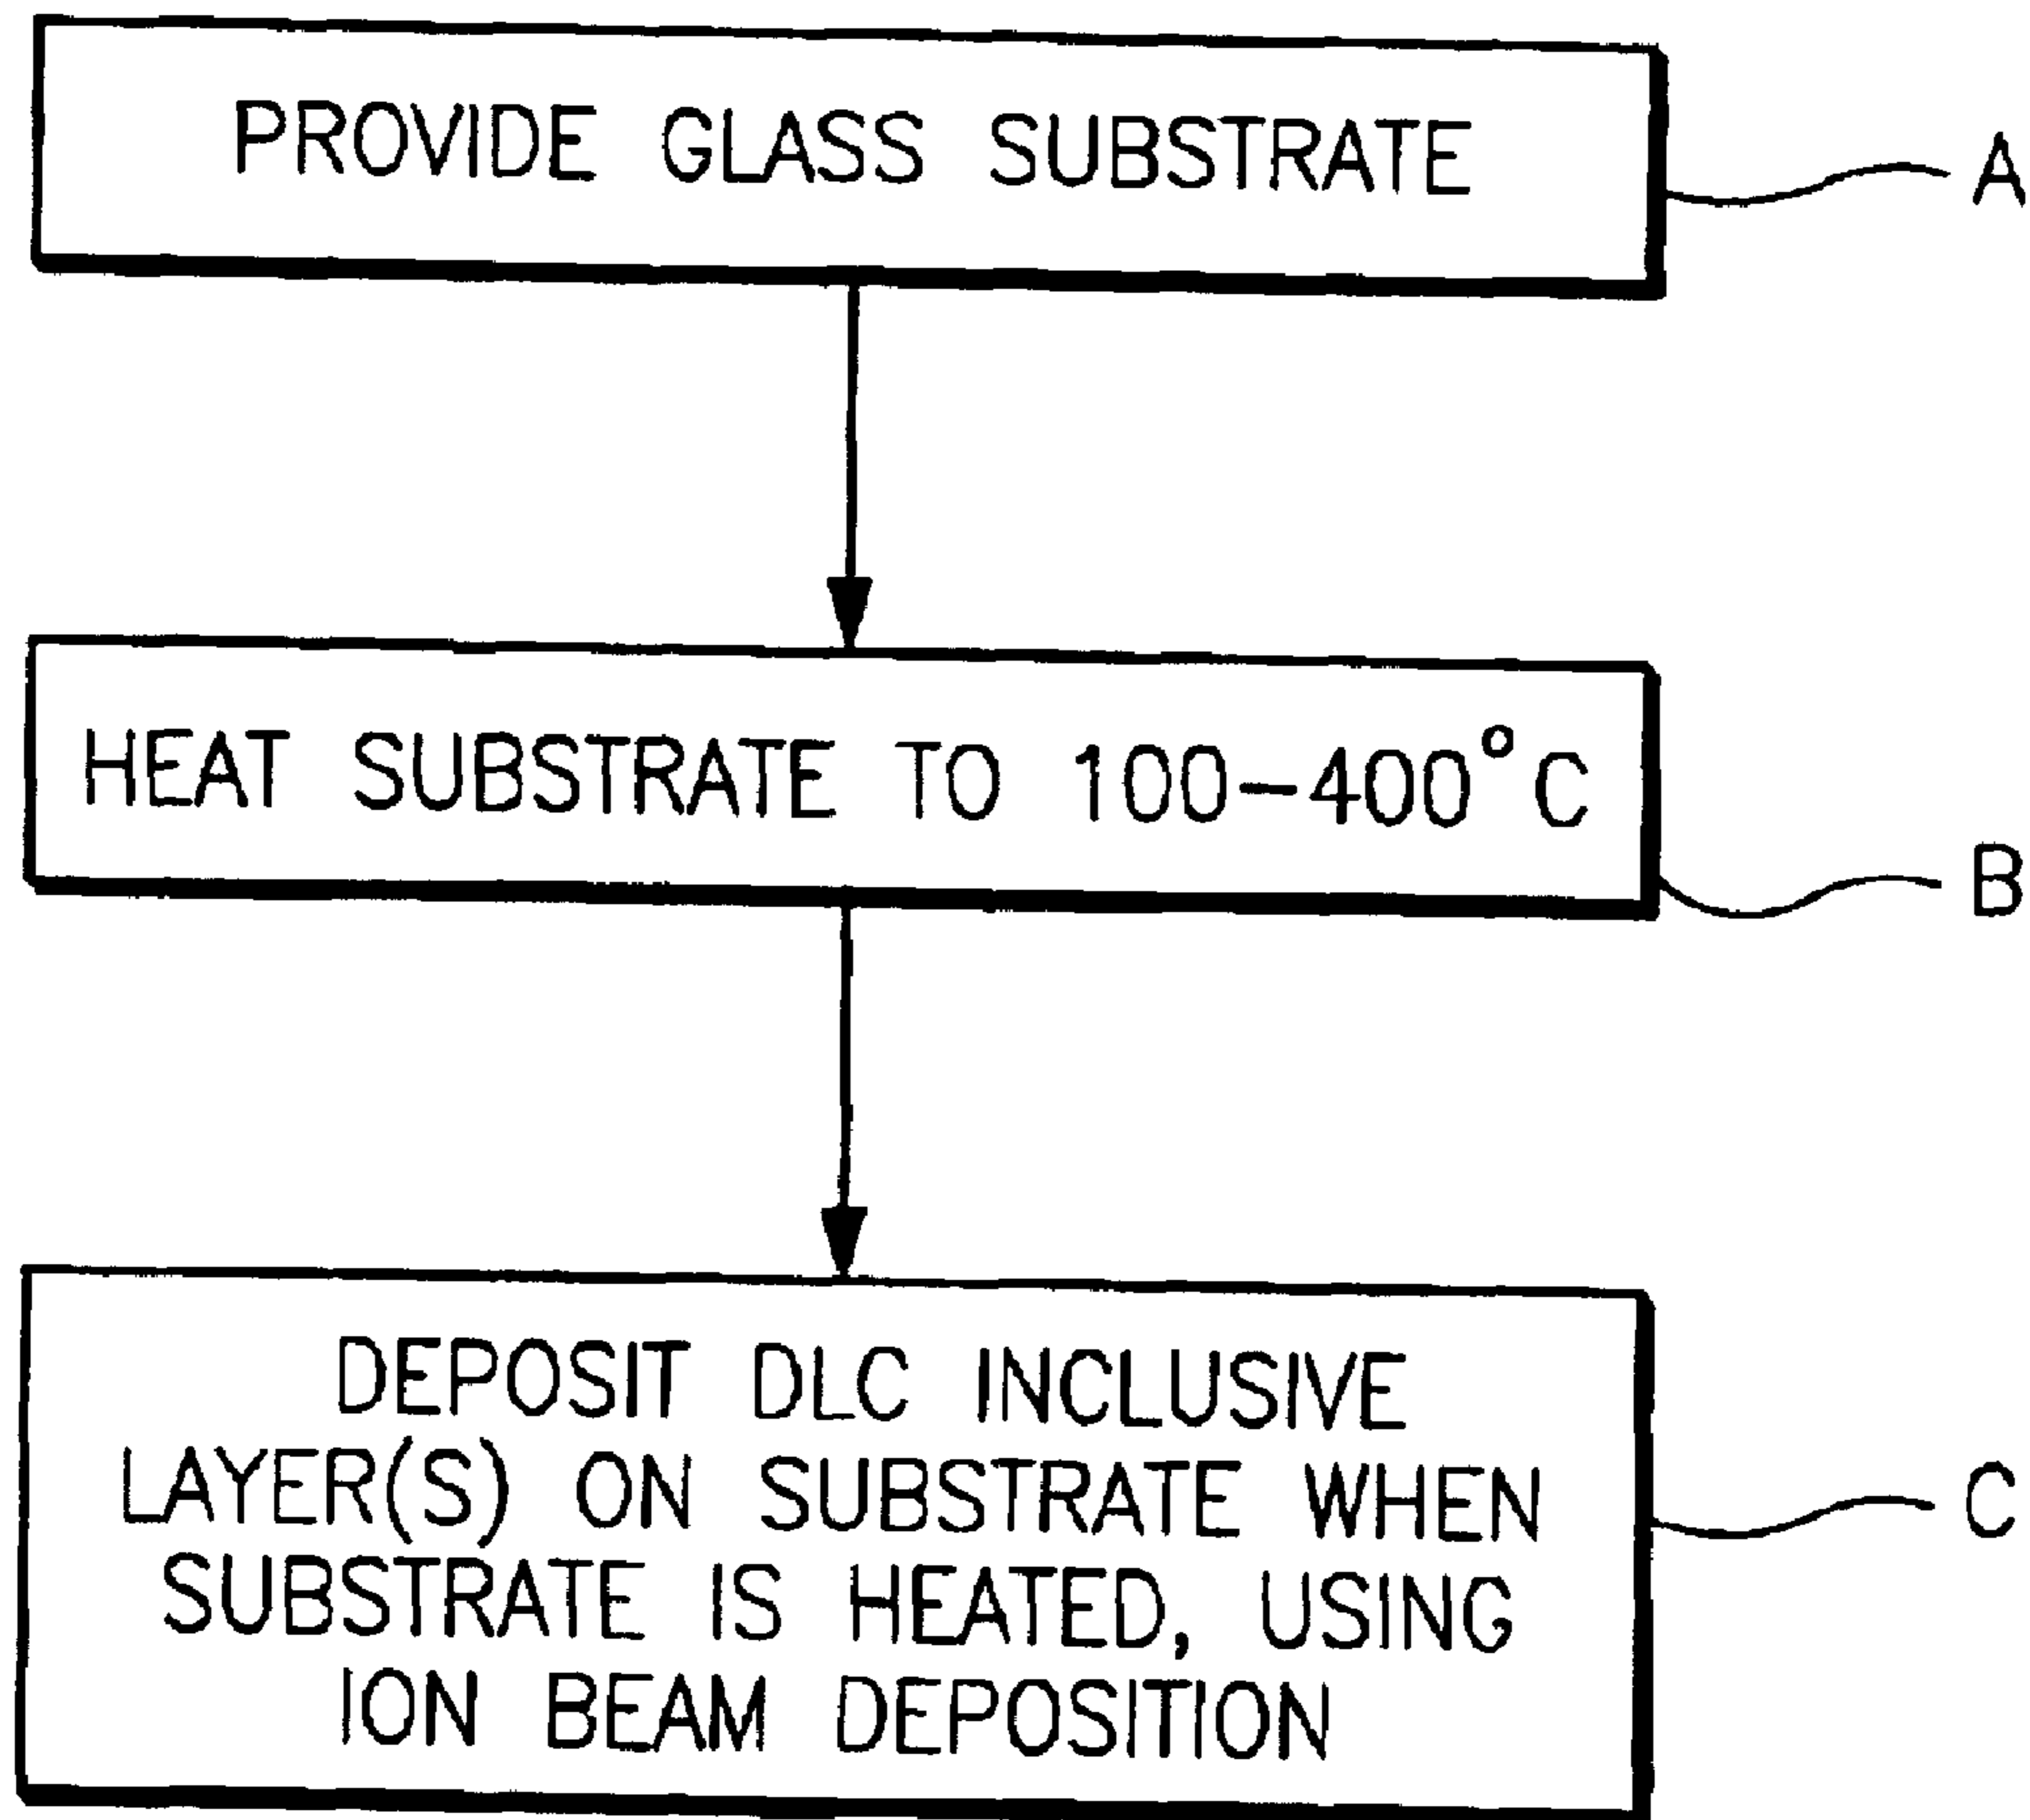 PROVIDE GLASS SUBSTRATE
A
HEAT SUBSTRATE TO 100-400°C
B
DEPOSIT DLC INCLUSIVE
LAYER(S) ON SUBSTRATE WHEN
SUBSTRATE IS HEATED, USING
ION BEAM DEPOSITION
C